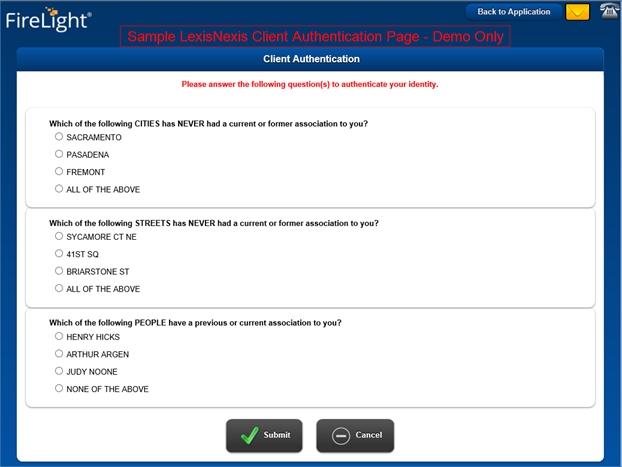 FireLight®
Back to Application
Sample LexisNexis Client Authentication Page - Demo Only
Client Authentication
Please answer the following question(s) to authenticate your identity.
Which of the following CITIES has NEVER had a current or former association to you?
SACRAMENTO
PASADENA
FREMONT
ALL OF THE ABOVE
Which of the following STREETS has NEVER had a current or former association to you?
SYCAMORE CT NE
41ST SQ
BRIARSTONE ST
ALL OF THE ABOVE
Which of the following PEOPLE have a previous or current association to you?
HENRY HICKS
ARTHUR ARGEN
JUDY NOONE
NONE OF THE ABOVE
Submit
Cancel